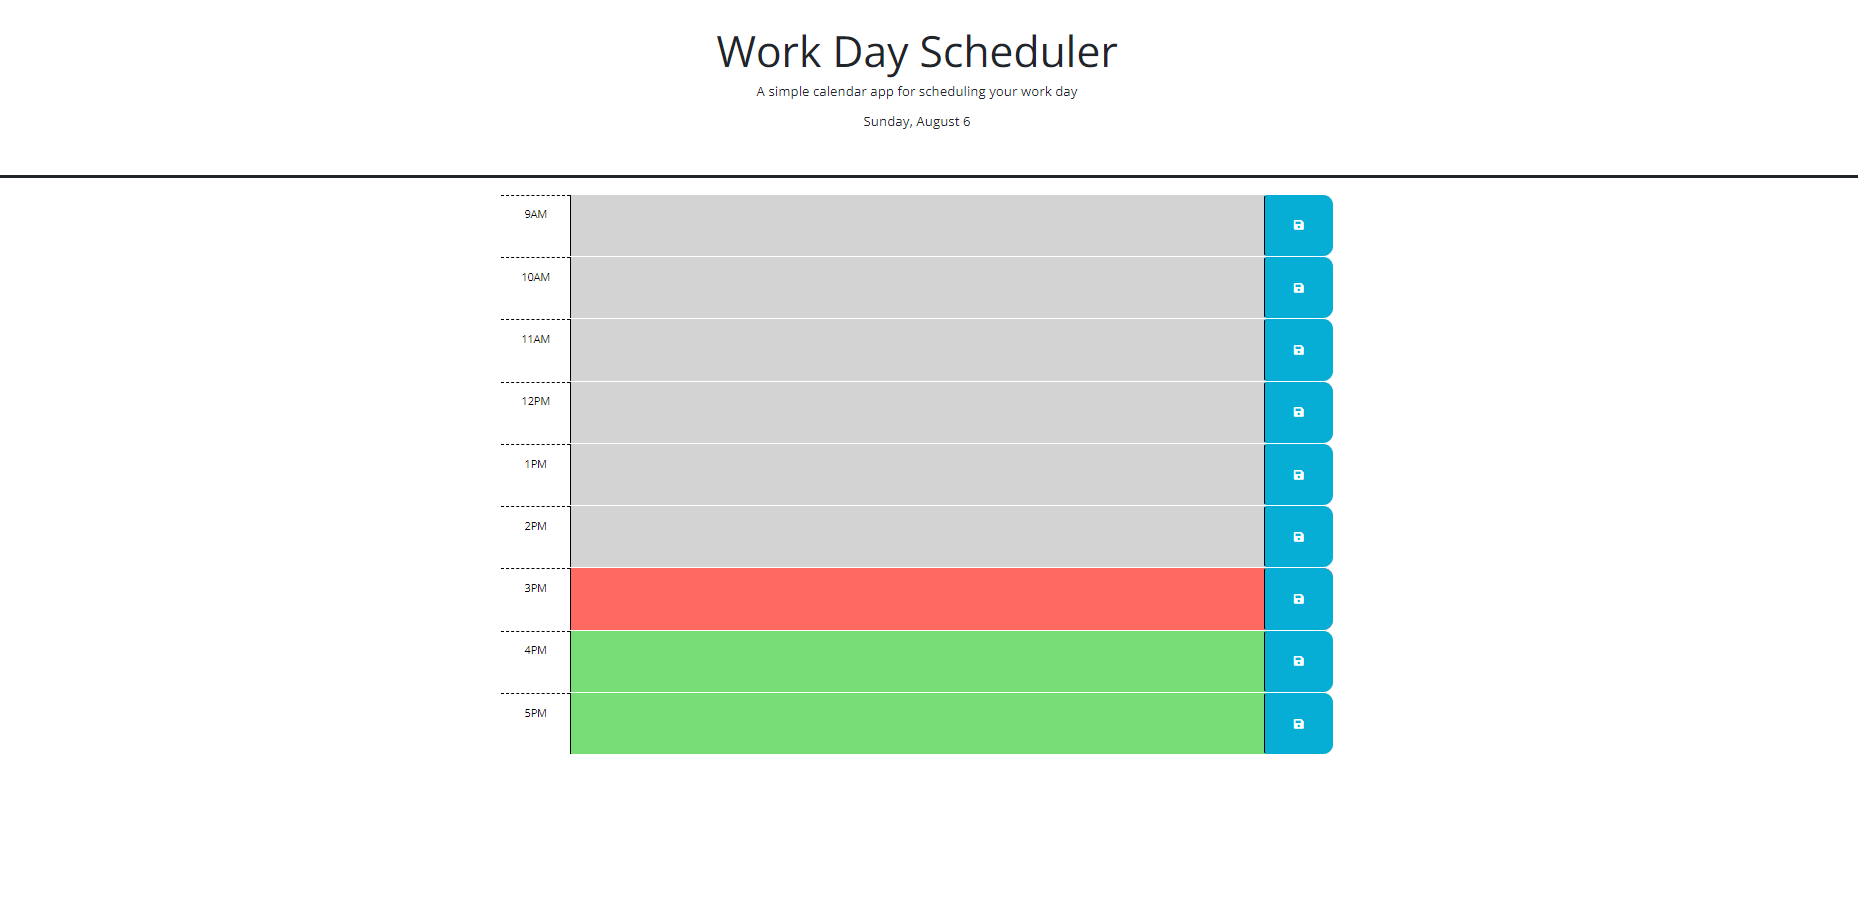 Work Day Scheduler
A simple calendar app for scheduling your work day
Sunday, August 6
9AM
10AM
11AM
12PM
1PM
2PM
3PM
4PM
5PM